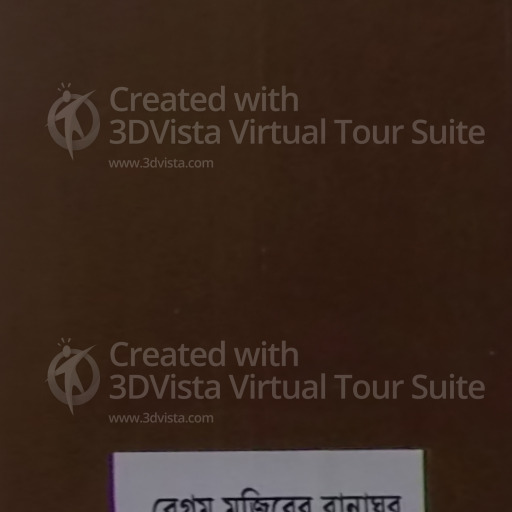 Created with
3DVista Virtual Tour Suite
www.3dvista.com
Created with
3DVista Virtual Tour Suite
www.3dvista.com
বেগম মুজিবের রান্নাঘর